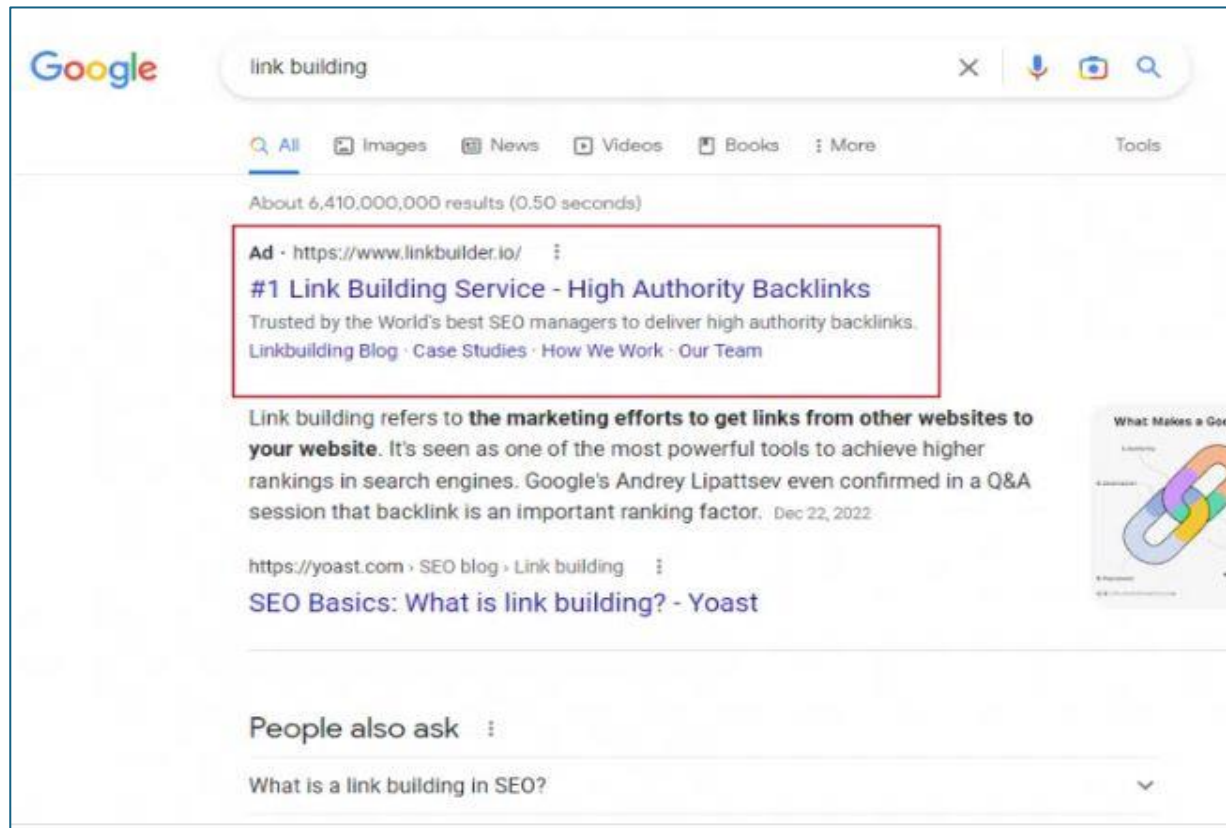 Google
link building
All Images News Videos Books More Tools
About 6,410,000,000 results (0.50 seconds)
Ad · https://www.linkbuilder.io/
#1 Link Building Service - High Authority Backlinks
Trusted by the World's best SEO managers to deliver high authority backlinks.
Linkbuilding Blog · Case Studies · How We Work · Our Team
Link building refers to the marketing efforts to get links from other websites to
your website. It's seen as one of the most powerful tools to achieve higher
rankings in search engines. Google's Andrey Lipattsev even confirmed in a Q&A
session that backlink is an important ranking factor. Dec 22, 2022
What Makes a Goo
https://yoast.com › SEO blog › Link building
SEO Basics: What is link building? - Yoast
People also ask
What is a link building in SEO?